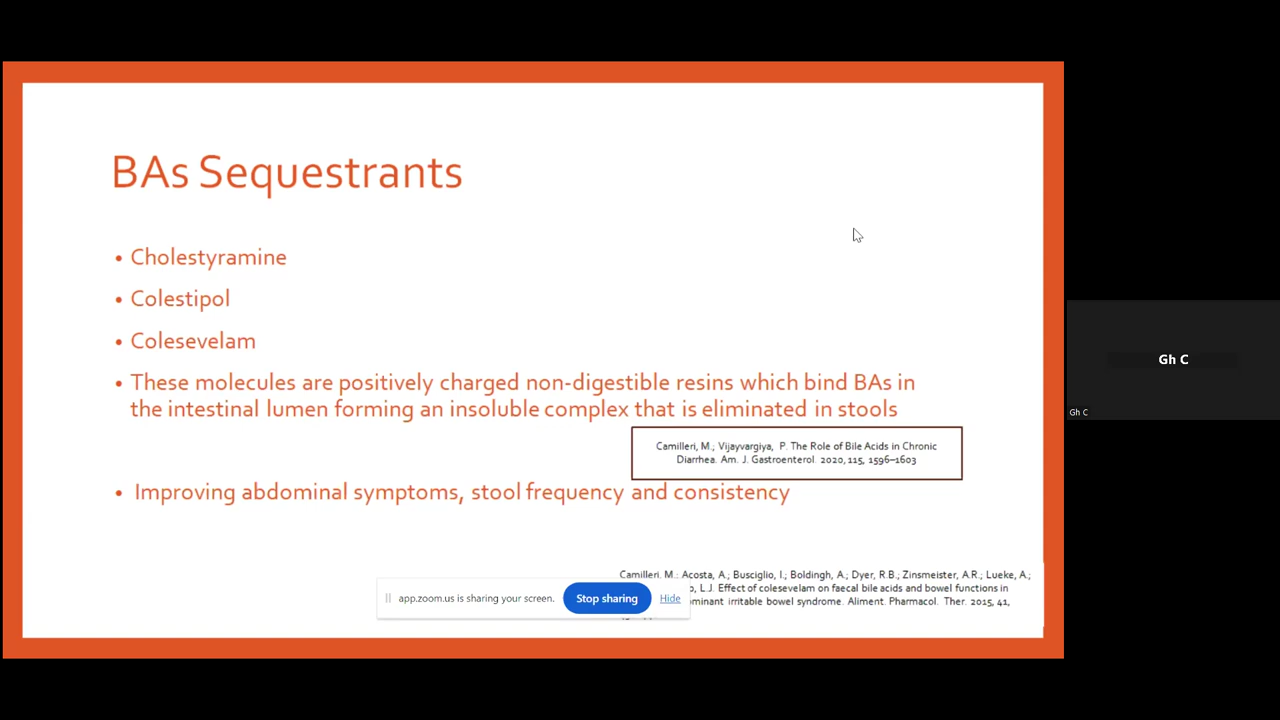 BAs Sequestrants
• Cholestyramine
• Colestipol
• Colesevelam
• These molecules are positively charged non-digestible resins which bind BAs in
the intestinal lumen forming an insoluble complex that is eliminated in stools
Camilleri, M.; Vijayvargiya, P. The Role of Bile Acids in Chronic
Diarrhea. Am. J. Gastroenterol. 2020, 115, 1596–1603
• Improving abdominal symptoms, stool frequency and consistency
Camilleri, M.; Acosta, A.; Busciglio, I.; Boldingh, A.; Dyer, R.B.; Zinsmeister, A.R.; Lueke, A.;
L.J. Effect of colesevelam on faecal bile acids and bowel functions in
irritable bowel syndrome. Aliment. Pharmacol. Ther. 2015, 41,
app.zoom.us is sharing your screen.
Stop sharing
Hide
Gh C
Gh C